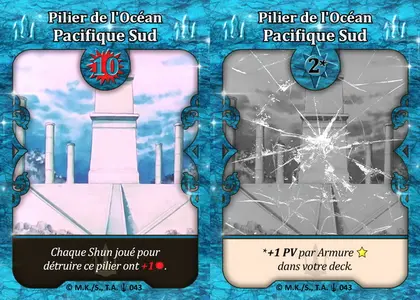 Pilier de l'Océan
Pacifique Sud
10
Chaque Shun joué pour
détruire ce pilier ont +1.
© M.K./S., T.A. 043
Pilier de l'Océan
Pacifique Sud
2*
*+1 PV par Armure
dans votre deck.
© M.K./S., T.A. 043